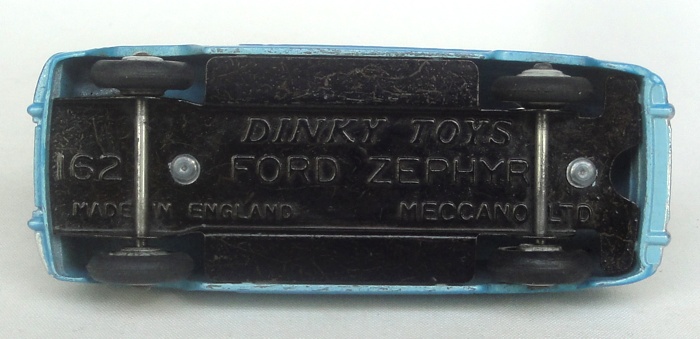 DINKY TOYS
162 FORD ZEPHYR
MADE IN ENGLAND MECCANO LTD